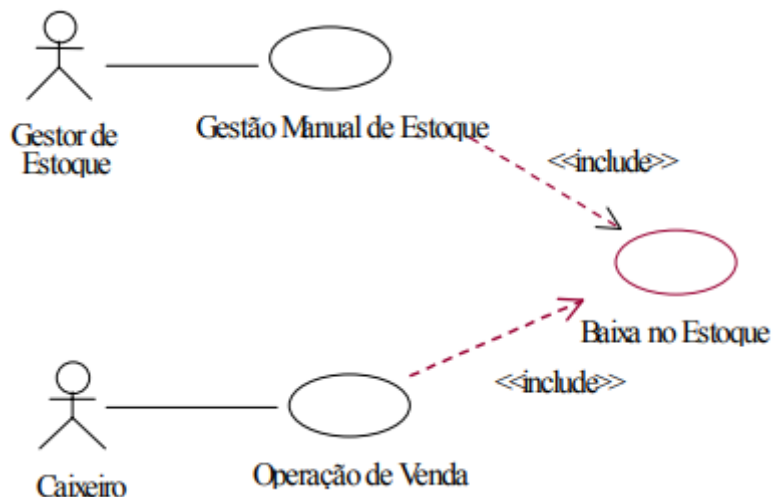 Gestor de
Estoque
Gestão Manual de Estoque
<<include>>
Baixa no Estoque
<<include>>
Caixeiro
Operação de Venda